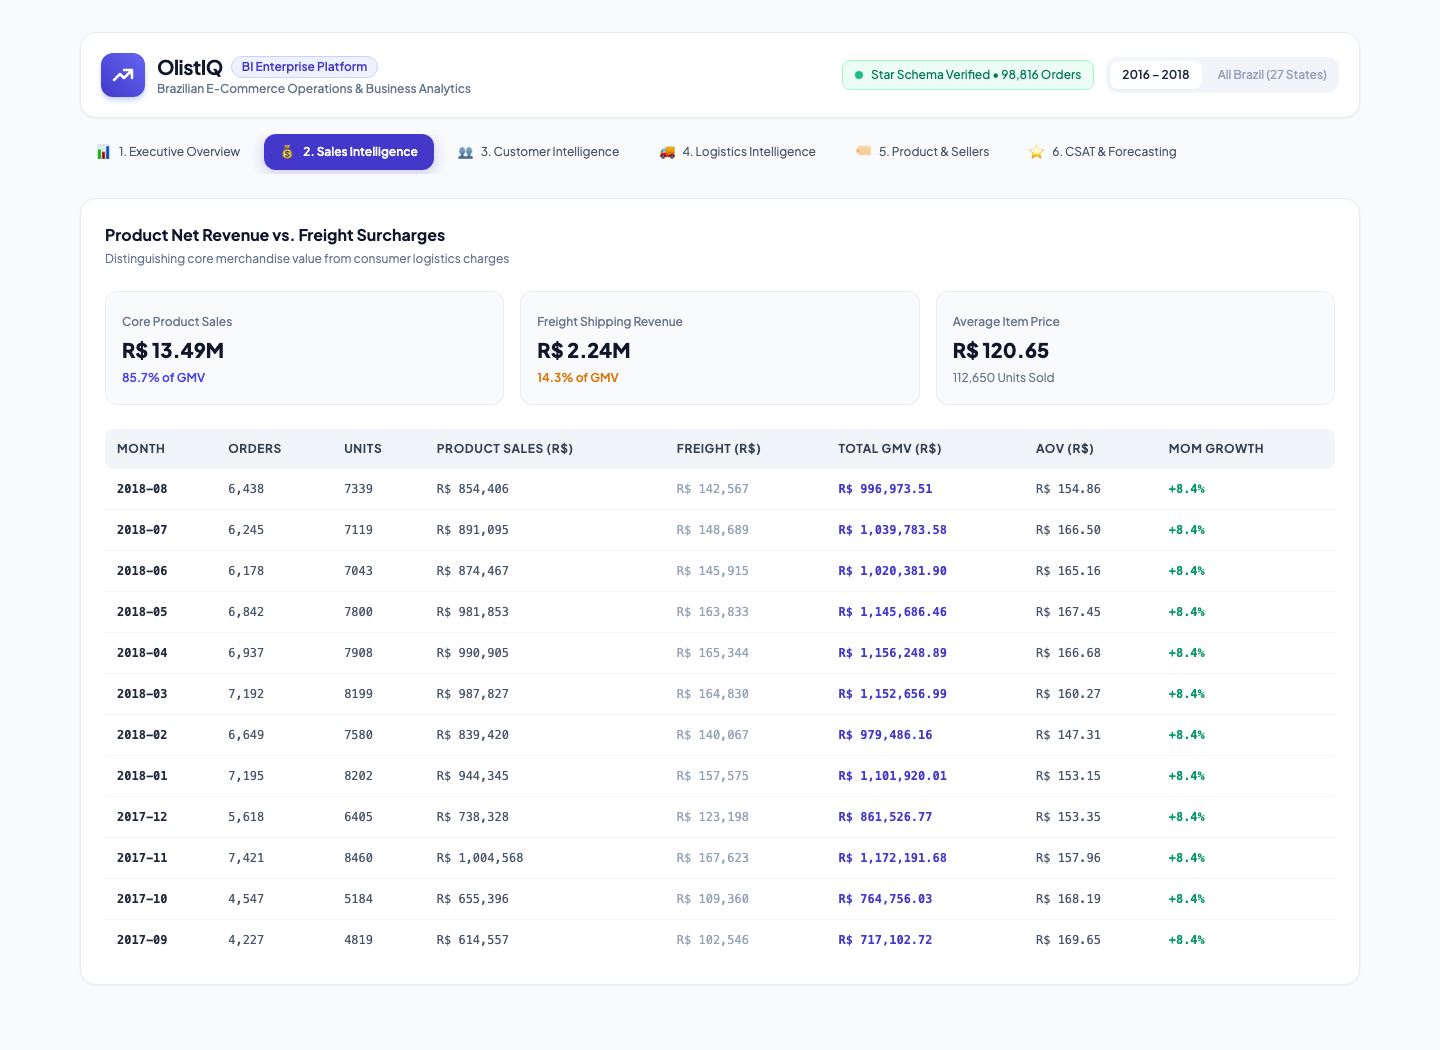 OlistIQ BI Enterprise Platform
Brazilian E-Commerce Operations & Business Analytics
Star Schema Verified • 98,816 Orders
2016 – 2018 All Brazil (27 States)
1. Executive Overview 2. Sales Intelligence 3. Customer Intelligence 4. Logistics Intelligence 5. Product & Sellers 6. CSAT & Forecasting
Product Net Revenue vs. Freight Surcharges
Distinguishing core merchandise value from consumer logistics charges
Core Product Sales
R$ 13.49M
85.7% of GMV
Freight Shipping Revenue
R$ 2.24M
14.3% of GMV
Average Item Price
R$ 120.65
112,650 Units Sold
MONTH ORDERS UNITS PRODUCT SALES (R$) FREIGHT (R$) TOTAL GMV (R$) AOV (R$) MOM GROWTH
2018-08 6,438 7339 R$ 854,406 R$ 142,567 R$ 996,973.51 R$ 154.86 +8.4%
2018-07 6,245 7119 R$ 891,095 R$ 148,689 R$ 1,039,783.58 R$ 166.50 +8.4%
2018-06 6,178 7043 R$ 874,467 R$ 145,915 R$ 1,020,381.90 R$ 165.16 +8.4%
2018-05 6,842 7800 R$ 981,853 R$ 163,833 R$ 1,145,686.46 R$ 167.45 +8.4%
2018-04 6,937 7908 R$ 990,905 R$ 165,344 R$ 1,156,248.89 R$ 166.68 +8.4%
2018-03 7,192 8199 R$ 987,827 R$ 164,830 R$ 1,152,656.99 R$ 160.27 +8.4%
2018-02 6,649 7580 R$ 839,420 R$ 140,067 R$ 979,486.16 R$ 147.31 +8.4%
2018-01 7,195 8202 R$ 944,345 R$ 157,575 R$ 1,101,920.01 R$ 153.15 +8.4%
2017-12 5,618 6405 R$ 738,328 R$ 123,198 R$ 861,526.77 R$ 153.35 +8.4%
2017-11 7,421 8460 R$ 1,004,568 R$ 167,623 R$ 1,172,191.68 R$ 157.96 +8.4%
2017-10 4,547 5184 R$ 655,396 R$ 109,360 R$ 764,756.03 R$ 168.19 +8.4%
2017-09 4,227 4819 R$ 614,557 R$ 102,546 R$ 717,102.72 R$ 169.65 +8.4%